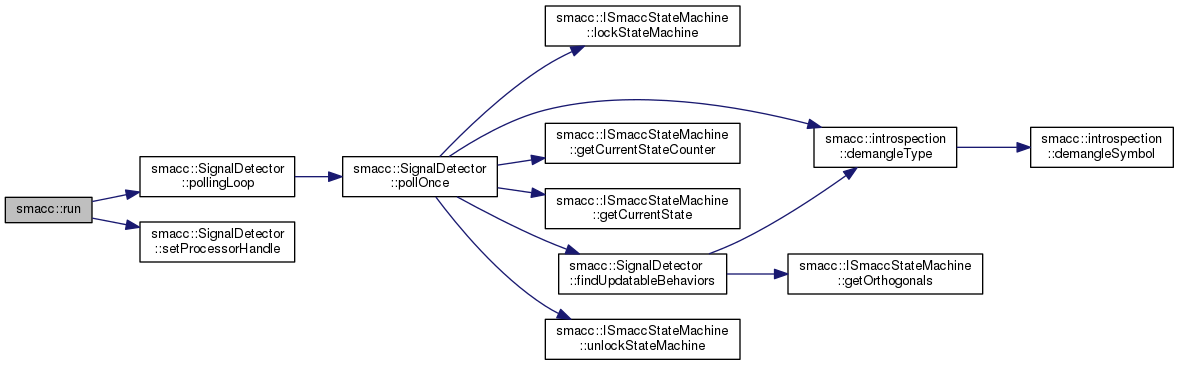 smacc::run
smacc::SignalDetector
::pollingLoop
smacc::SignalDetector
::setProcessorHandle
smacc::SignalDetector
::pollOnce
smacc::ISmaccStateMachine
::lockStateMachine
smacc::ISmaccStateMachine
::getCurrentStateCounter
smacc::ISmaccStateMachine
::getCurrentState
smacc::SignalDetector
::findUpdatableBehaviors
smacc::ISmaccStateMachine
::unlockStateMachine
smacc::introspection
::demangleType
smacc::ISmaccStateMachine
::getOrthogonals
smacc::introspection
::demangleSymbol